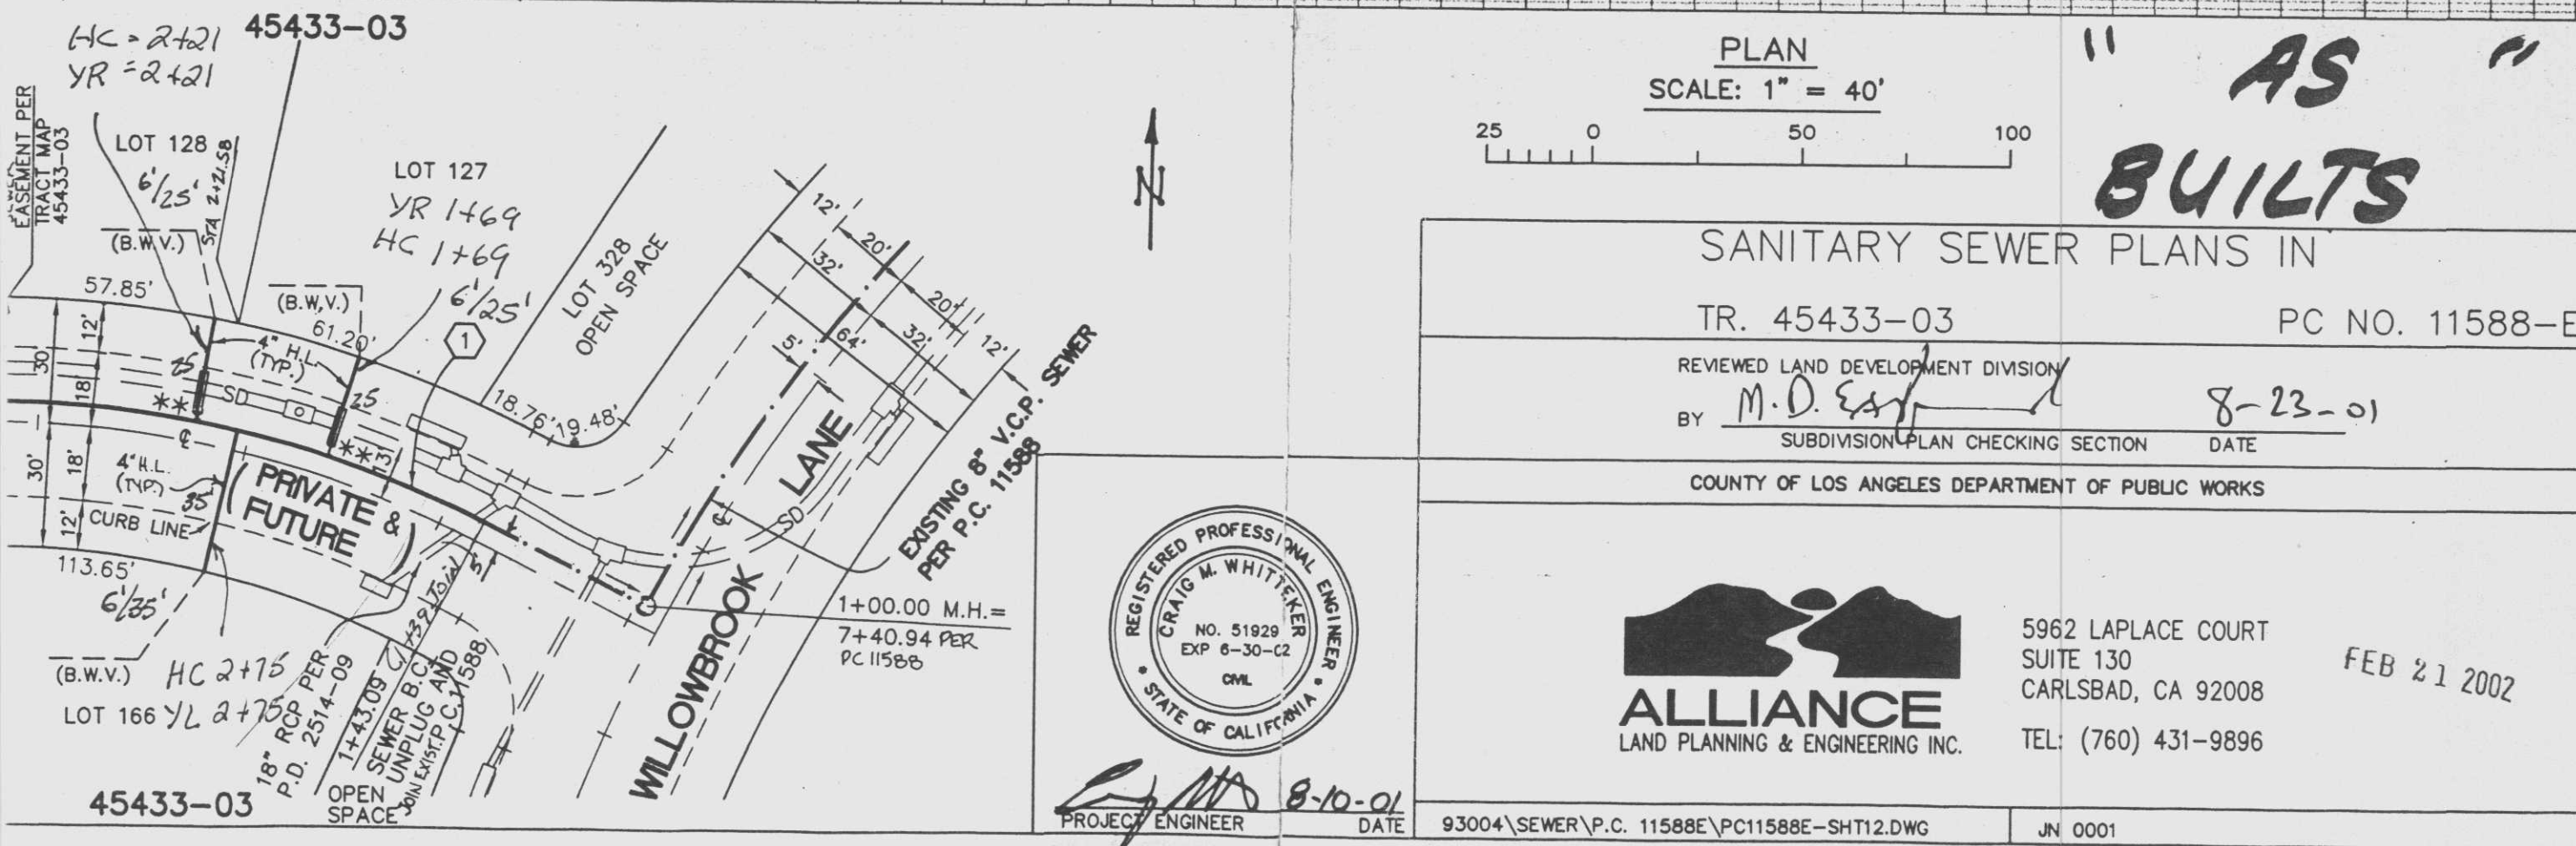 HC = 2+21
YR = 2+21
45433-03
EASEMENT PER
TRACT MAP
45433-03
LOT 128
6'/25'
STA 2+21.58
(B.W.V.)
57.85'
LOT 127
YR 1+69
HC 1+69
6'/25'
(B.W.V.)
61.20'
1
LOT 328
OPEN SPACE
12'
20'
32'
20'
32'
12'
64'
5'
30'
12'
18'
25
4" H.L.
(TYP.)
SD
**
25
**
18.76'
19.48'
℄
30'
18'
12'
4" H.L.
(TYP.)
35
CURB LINE
(PRIVATE &
FUTURE)
113.65'
6'/35'
(B.W.V.)
HC 2+75
LOT 166 YL 2+75
18" RCP PER
P.D. 2514-09
1+43.09
SEWER B.C.
UNPLUG AND
JOIN EXIST. P.C. 11588
5'
OPEN
SPACE
45433-03
WILLOWBROOK
LANE
℄
SD
EXISTING 8" V.C.P. SEWER
PER P.C. 11588
1+00.00 M.H.=
7+40.94 PER
PC 11588
N
PLAN
SCALE: 1" = 40'
25 0 50 100
" AS "
BUILTS
SANITARY SEWER PLANS IN
TR. 45433-03 PC NO. 11588-E
REVIEWED LAND DEVELOPMENT DIVISION
BY M.D. 8-23-01
SUBDIVISION PLAN CHECKING SECTION DATE
COUNTY OF LOS ANGELES DEPARTMENT OF PUBLIC WORKS
REGISTERED PROFESSIONAL ENGINEER
CRAIG M. WHITTEKER
NO. 51929
EXP 6-30-02
CIVIL
STATE OF CALIFORNIA
8-10-01
PROJECT ENGINEER DATE
ALLIANCE
LAND PLANNING & ENGINEERING INC.
5962 LAPLACE COURT
SUITE 130
CARLSBAD, CA 92008
TEL: (760) 431-9896
FEB 21 2002
93004\SEWER\P.C. 11588E\PC11588E-SHT12.DWG
JN 0001